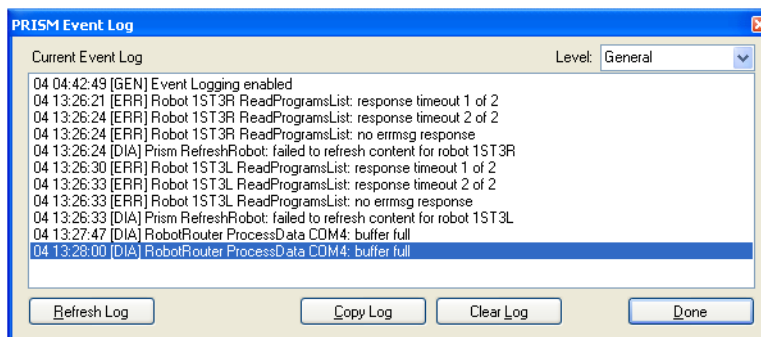 PRISM Event Log
Current Event Log Level: General
04 04:42:49 [GEN] Event Logging enabled
04 13:26:21 [ERR] Robot 1ST3R ReadProgramsList: response timeout 1 of 2
04 13:26:24 [ERR] Robot 1ST3R ReadProgramsList: response timeout 2 of 2
04 13:26:24 [ERR] Robot 1ST3R ReadProgramsList: no errmsg response
04 13:26:24 [DIA] Prism RefreshRobot: failed to refresh content for robot 1ST3R
04 13:26:30 [ERR] Robot 1ST3L ReadProgramsList: response timeout 1 of 2
04 13:26:33 [ERR] Robot 1ST3L ReadProgramsList: response timeout 2 of 2
04 13:26:33 [ERR] Robot 1ST3L ReadProgramsList: no errmsg response
04 13:26:33 [DIA] Prism RefreshRobot: failed to refresh content for robot 1ST3L
04 13:27:47 [DIA] RobotRouter ProcessData COM4: buffer full
04 13:28:00 [DIA] RobotRouter ProcessData COM4: buffer full
Refresh Log Copy Log Clear Log Done